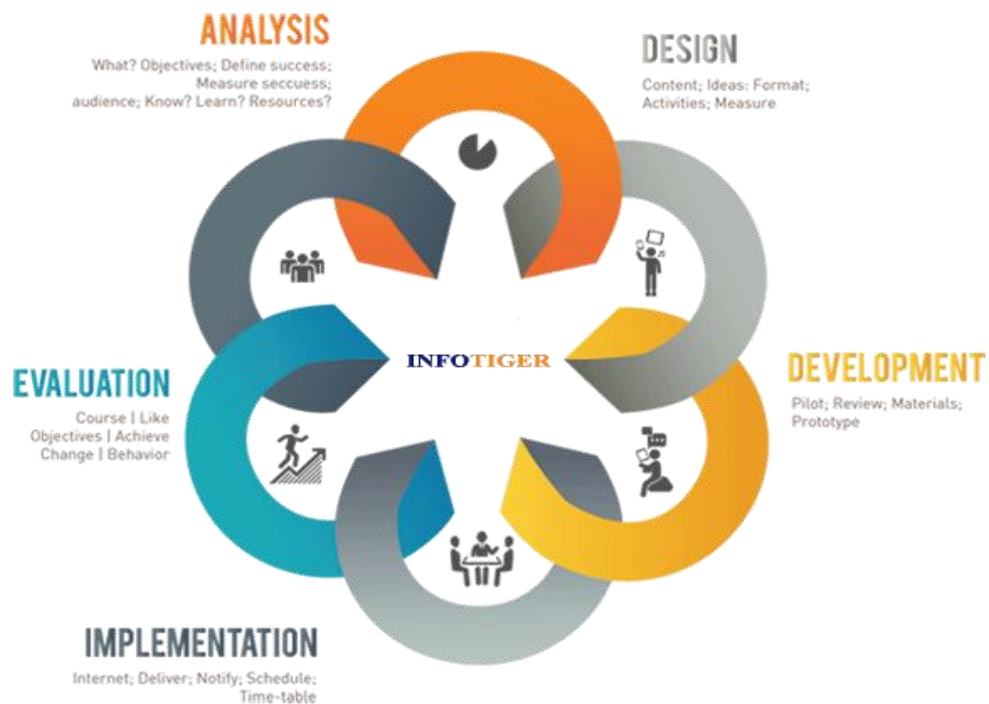 ANALYSIS
What? Objectives; Define success;
Measure seccuess;
audience; Know? Learn? Resources?
DESIGN
Content; Ideas: Format;
Activities; Measure
INFOTIGER
EVALUATION
Course | Like
Objectives | Achieve
Change | Behavior
DEVELOPMENT
Pilot; Review; Materials;
Prototype
IMPLEMENTATION
Internet; Deliver; Notify; Schedule;
Time-table